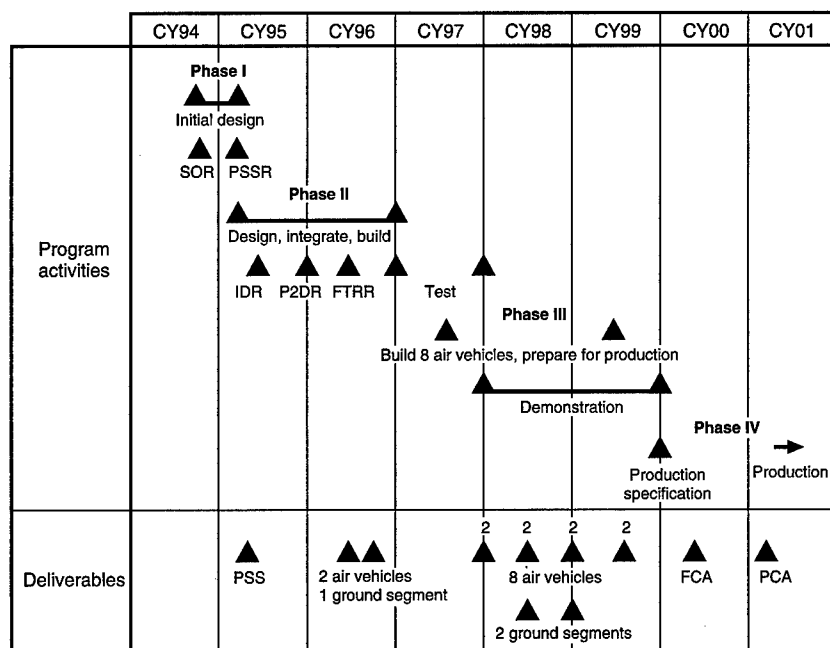 CY94 CY95 CY96 CY97 CY98 CY99 CY00 CY01
Phase I
Initial design
SOR PSSR
Phase II
Design, integrate, build
Program
activities
IDR P2DR FTRR Test
Phase III
Build 8 air vehicles, prepare for production
Demonstration
Phase IV
Production
specification
Production
2 2 2 2
Deliverables
PSS
2 air vehicles
1 ground segment
8 air vehicles
FCA
PCA
2 ground segments